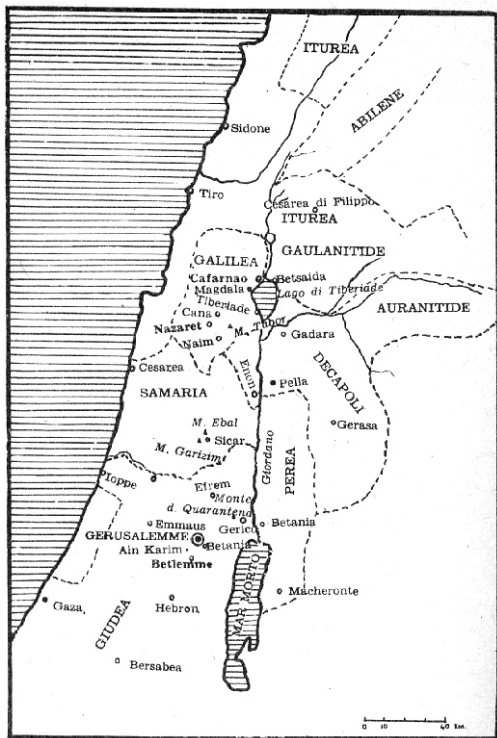 ITUREA
ABILENE
Sidone
Tiro
Cesarea di Filippo
ITUREA
GALILEA
GAULANITIDE
Cafarnao
Betsaida
Magdala
Lago di Tiberiade
Tiberiade
AURANITIDE
Cana
Nazaret
M. Tabor
Naim
Gadara
Cesarea
Enon
DECAPOLI
SAMARIA
Pella
M. Ebal
Sicar
Gerasa
M. Garizim
Giordano
PEREA
Efrem
Monte
d. Quarantena
Emmaus
Gerico
Betania
GERUSALEMME
Ain Karim
Betania
Betlemme
MAR MORTO
Macheronte
Gaza
Hebron
GIUDEA
Bersabea
0 10 40 Km.